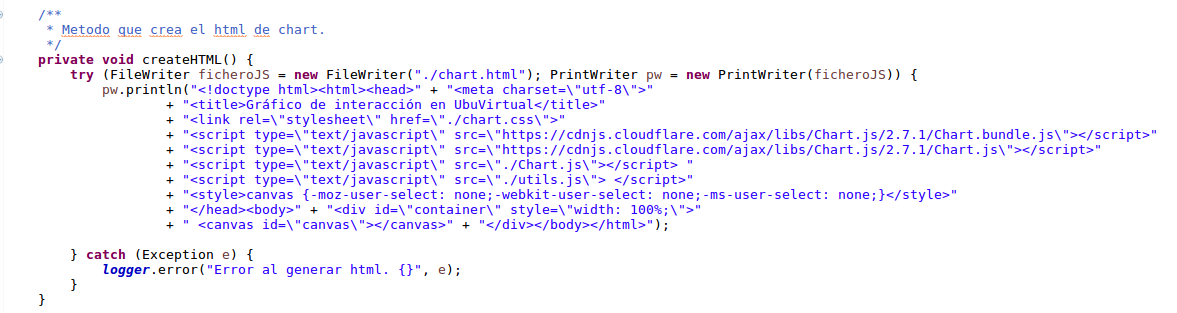 /**
 * Metodo que crea el html de chart.
 */
private void createHTML() {
    try (FileWriter ficheroJS = new FileWriter("./chart.html"); PrintWriter pw = new PrintWriter(ficheroJS)) {
        pw.println("<!doctype html><html><head>" + "<meta charset=\"utf-8\">"
                + "<title>Gráfico de interacción en UbuVirtual</title>"
                + "<link rel=\"stylesheet\" href=\"./chart.css\">"
                + "<script type=\"text/javascript\" src=\"https://cdnjs.cloudflare.com/ajax/libs/Chart.js/2.7.1/Chart.bundle.js\"></script>"
                + "<script type=\"text/javascript\" src=\"https://cdnjs.cloudflare.com/ajax/libs/Chart.js/2.7.1/Chart.js\"></script>"
                + "<script type=\"text/javascript\" src=\"./Chart.js\"></script> "
                + "<script type=\"text/javascript\" src=\"./utils.js\"> </script>"
                + "<style>canvas {-moz-user-select: none;-webkit-user-select: none;-ms-user-select: none;}</style>"
                + "</head><body>" + "<div id=\"container\" style=\"width: 100%;\">"
                + " <canvas id=\"canvas\"></canvas>" + "</div></body></html>");

    } catch (Exception e) {
        logger.error("Error al generar html. {}", e);
    }
}